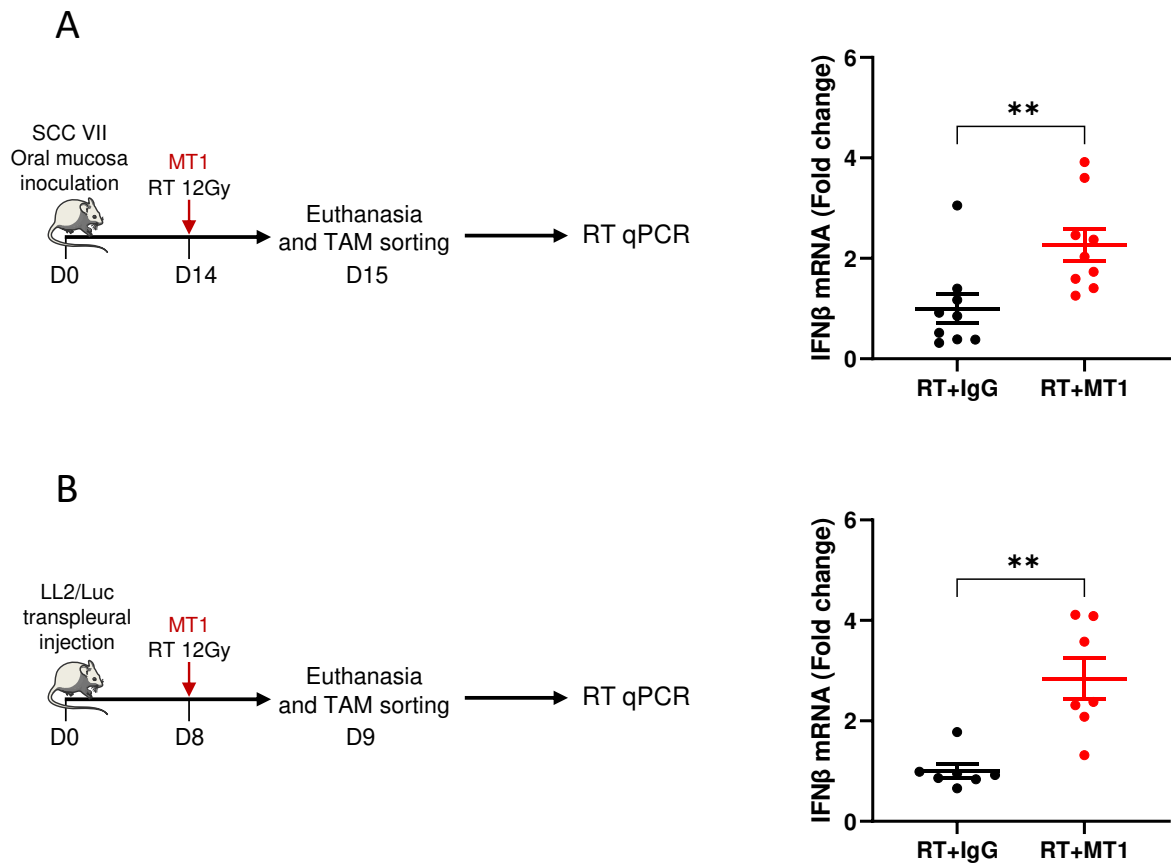 A
SCC VII
Oral mucosa
inoculation
MT1
RT 12Gy
D0
D14
Euthanasia
and TAM sorting
D15
RT qPCR
IFNβ mRNA (Fold change)
6
4
2
0
**
RT+IgG
RT+MT1
B
LL2/Luc
transpleural
injection
MT1
RT 12Gy
D0
D8
Euthanasia
and TAM sorting
D9
RT qPCR
IFNβ mRNA (Fold change)
6
4
2
0
**
RT+IgG
RT+MT1